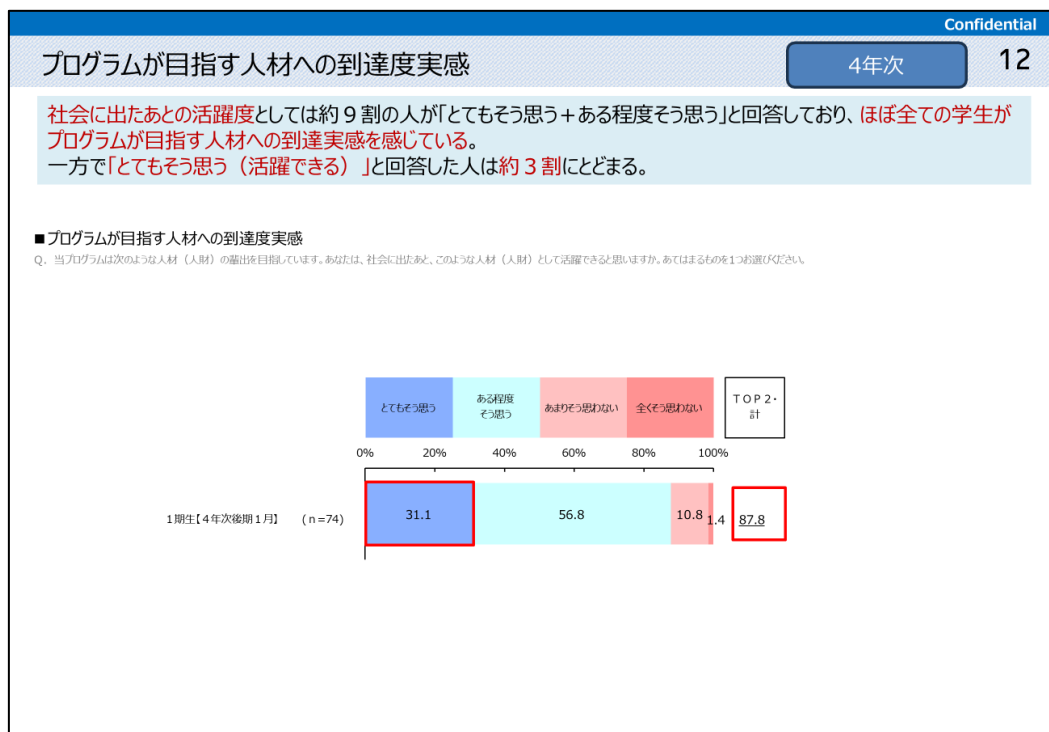 Confidential
プログラムが目指す人材への到達度実感
4年次
12
社会に出たあとの活躍度としては約9割の人が「とてもそう思う+ある程度そう思う」と回答しており、ほぼ全ての学生が
プログラムが目指す人材への到達実感を感じている。
一方で「とてもそう思う(活躍できる)」と回答した人は約3割にとどまる。
■プログラムが目指す人材への到達度実感
Q. 当プログラムは次のような人材(人財)の輩出を目指しています。あなたは、社会に出たあと、このような人材(人財)として活躍できると思いますか。あてはまるものを1つお選びください。
とてもそう思う
ある程度
そう思う
あまりそう思わない
全くそう思わない
TOP2・
計
0% 20% 40% 60% 80% 100%
1期生【4年次後期1月】 (n=74) 31.1 56.8 10.8 1.4 87.8